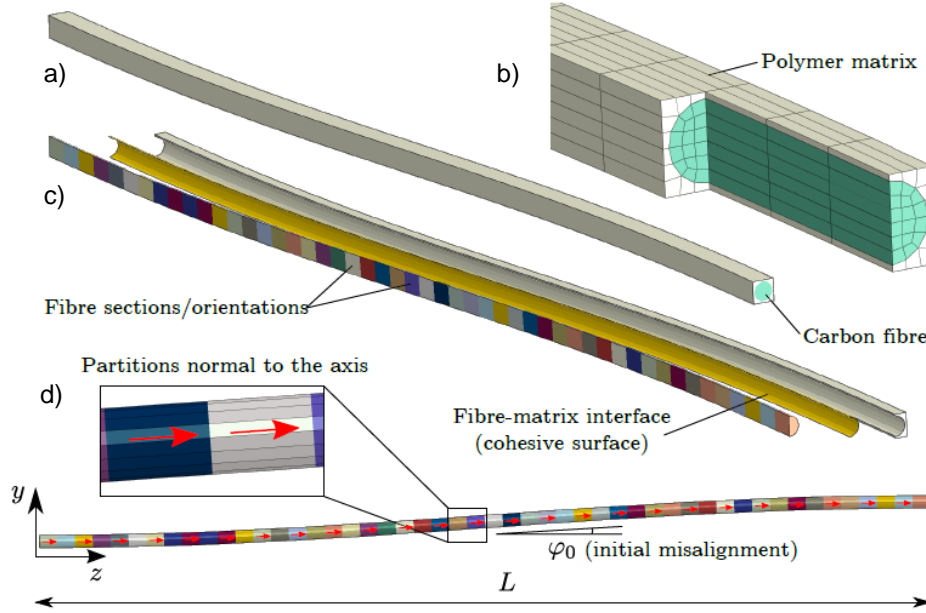 a)
b)
Polymer matrix
c)
Fibre sections/orientations
Carbon fibre
Partitions normal to the axis
d)
Fibre-matrix interface
(cohesive surface)
y
z
φ₀ (initial misalignment)
L